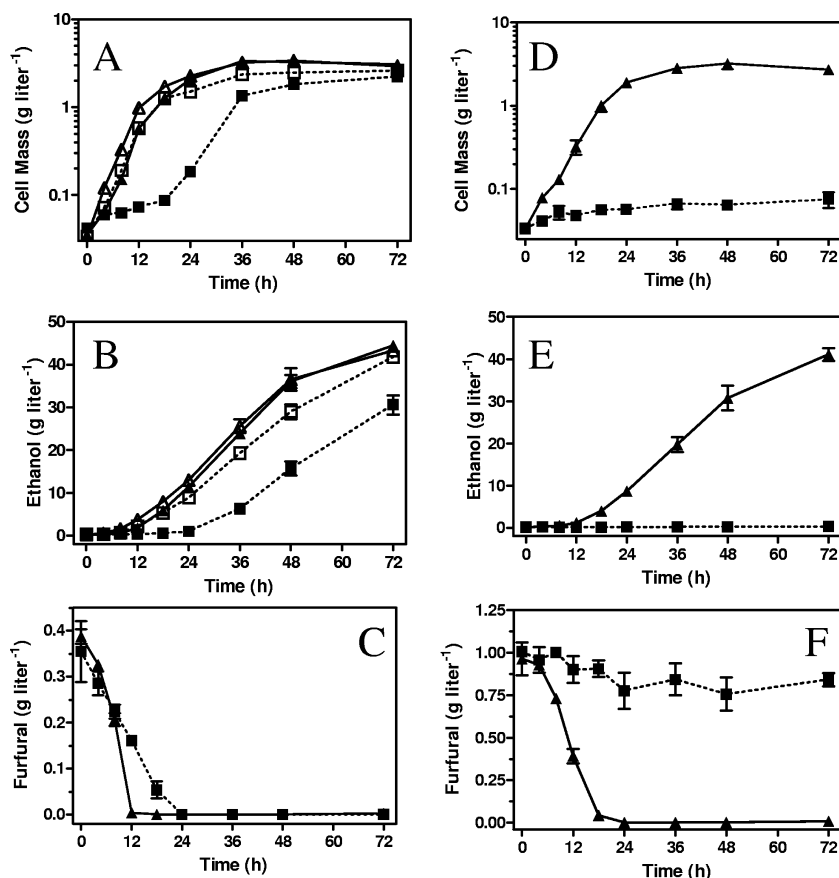 A
Cell Mass (g liter-1)
10
1
0.1
0 12 24 36 48 60 72
Time (h)
D
Cell Mass (g liter-1)
10
1
0.1
0 12 24 36 48 60 72
Time (h)
B
Ethanol (g liter-1)
50
40
30
20
10
0
0 12 24 36 48 60 72
Time (h)
E
Ethanol (g liter-1)
50
40
30
20
10
0
0 12 24 36 48 60 72
Time (h)
C
Furfural (g liter-1)
0.4
0.3
0.2
0.1
0.0
0 12 24 36 48 60 72
Time (h)
F
Furfural (g liter-1)
1.25
1.00
0.75
0.50
0.25
0.00
0 12 24 36 48 60 72
Time (h)